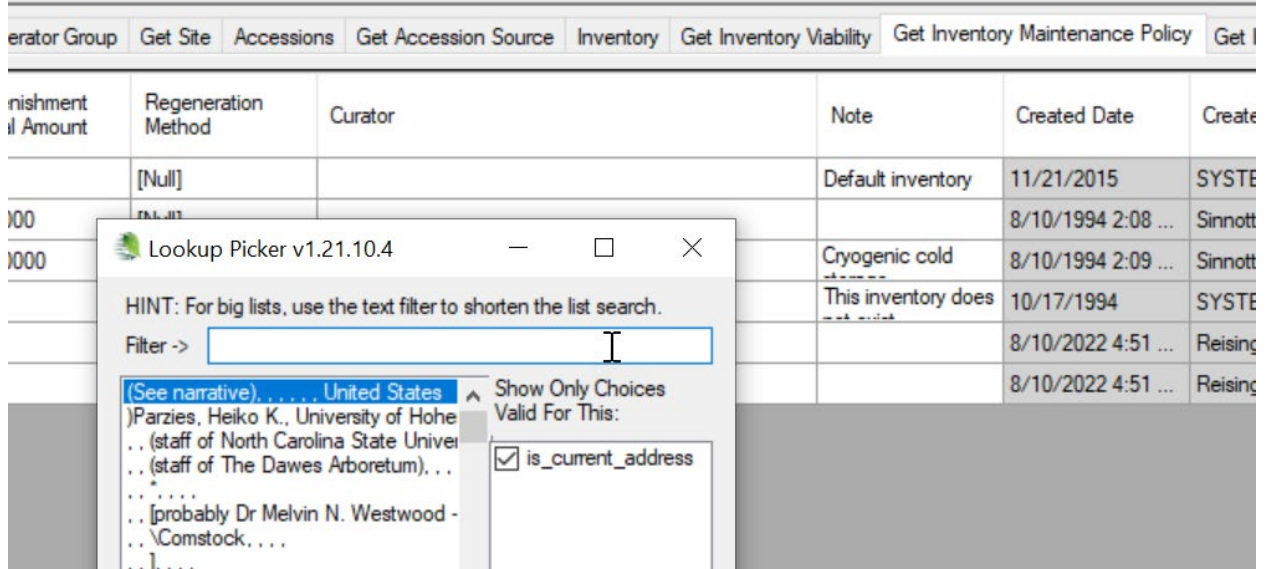 erator Group Get Site Accessions Get Accession Source Inventory Get Inventory Viability Get Inventory Maintenance Policy Get I
nishment Regeneration Curator Note Created Date Create
al Amount Method
[Null] Default inventory 11/21/2015 SYSTE
000 [Null] 8/10/1994 2:08 ... Sinnott
0000 Cryogenic cold 8/10/1994 2:09 ... Sinnott
This inventory does 10/17/1994 SYSTE
8/10/2022 4:51 ... Reising
8/10/2022 4:51 ... Reising
Lookup Picker v1.21.10.4
HINT: For big lists, use the text filter to shorten the list search.
Filter ->
(See narrative), , , , , , United States
)Parzies, Heiko K., University of Hohe
, , (staff of North Carolina State Univer
, , (staff of The Dawes Arboretum), , ,
, , *, , , ,
, , [probably Dr Melvin N. Westwood -
, , \Comstock, , , ,
, , ], , , ,
Show Only Choices
Valid For This:
is_current_address